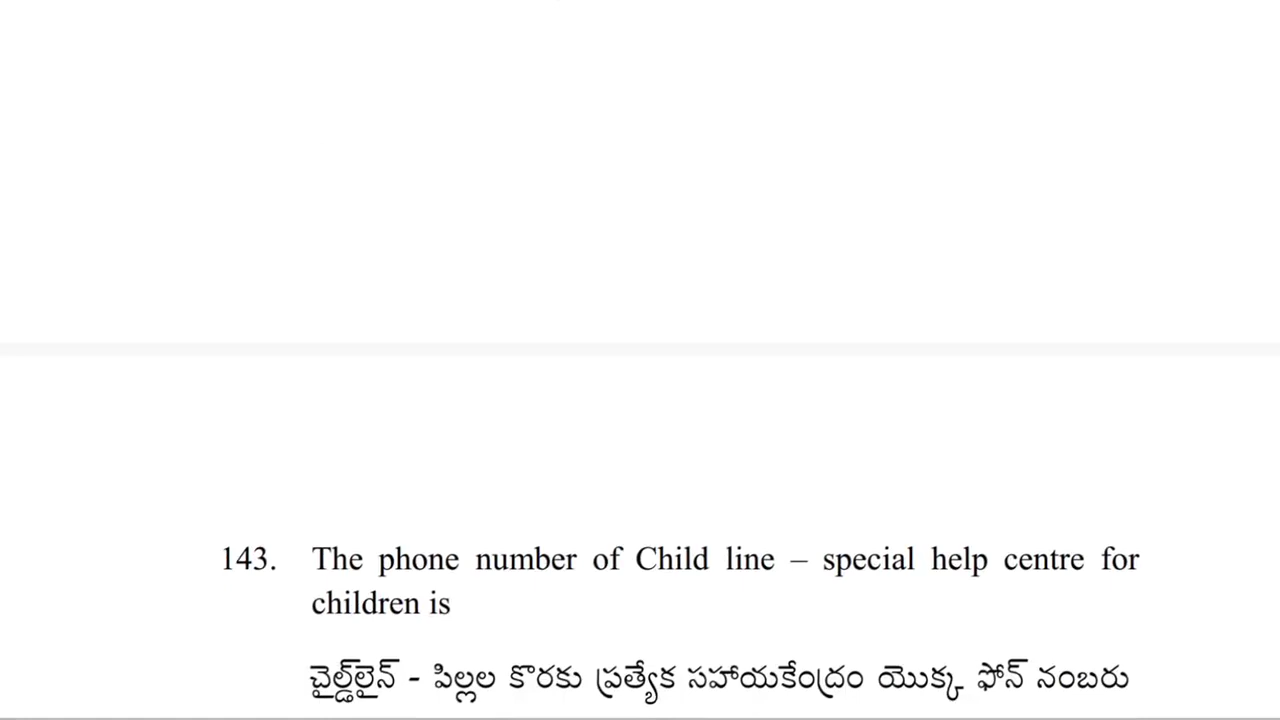 143. The phone number of Child line – special help centre for
children is
చైల్డ్‌లైన్ - పిల్లల కొరకు ప్రత్యేక సహాయకేంద్రం యొక్క ఫోన్ నంబరు